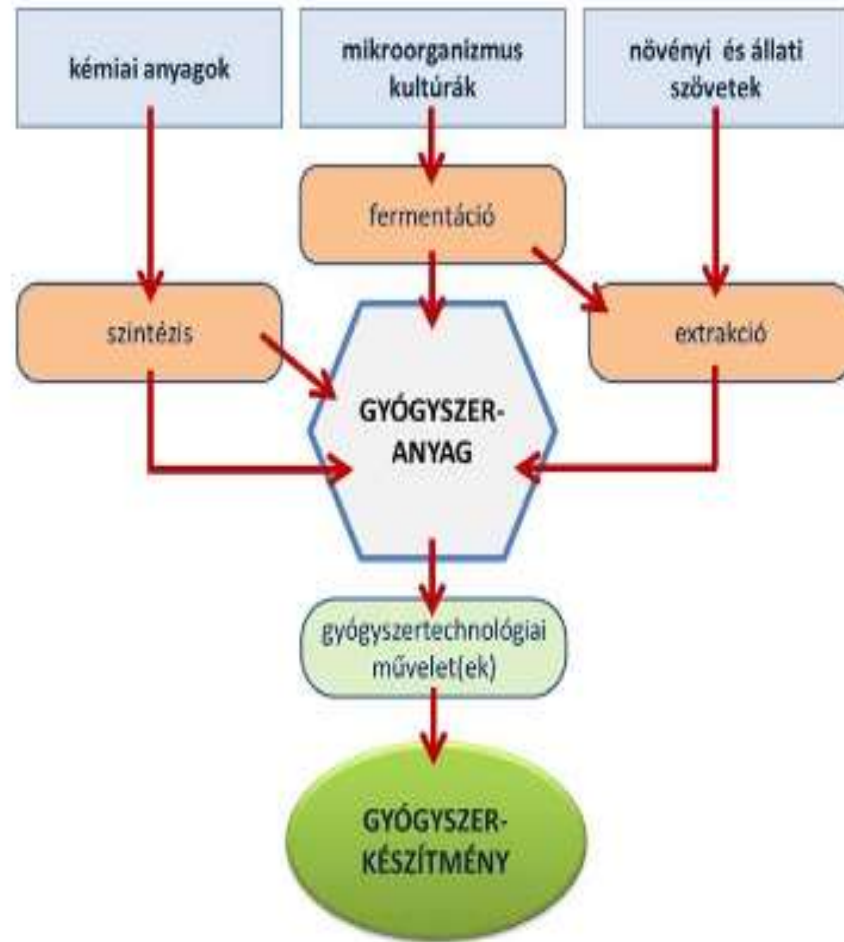 kémiai anyagok
mikroorganizmus
kultúrák
növényi és állati
szövetek
fermentáció
szintézis
extrakció
GYÓGYSZER-
ANYAG
gyógyszertechnológiai
művelet(ek)
GYÓGYSZER-
KÉSZÍTMÉNY